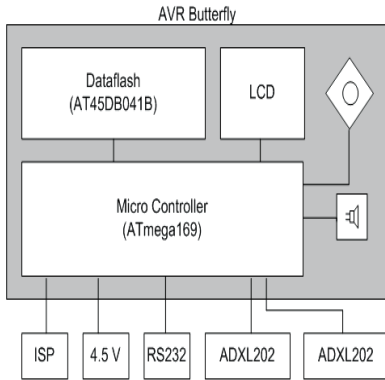 AVR Butterfly
Dataflash
(AT45DB041B)
LCD
Micro Controller
(ATmega169)
ISP
4.5 V
RS232
ADXL202
ADXL202